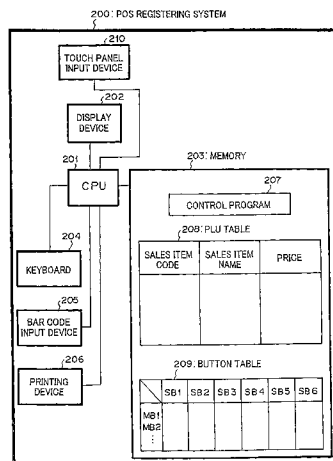 200: POS REGISTERING SYSTEM
210
TOUCH PANEL
INPUT DEVICE
202
DISPLAY
DEVICE
201
203: MEMORY
CPU
207
CONTROL PROGRAM
204
208: PLU TABLE
KEYBOARD
SALES ITEM
CODE
SALES ITEM
NAME
PRICE
205
BAR CODE
INPUT DEVICE
206
PRINTING
DEVICE
209: BUTTON TABLE
SB1 SB2 SB3 SB4 SB5 SB6
MB1
MB2
⋮